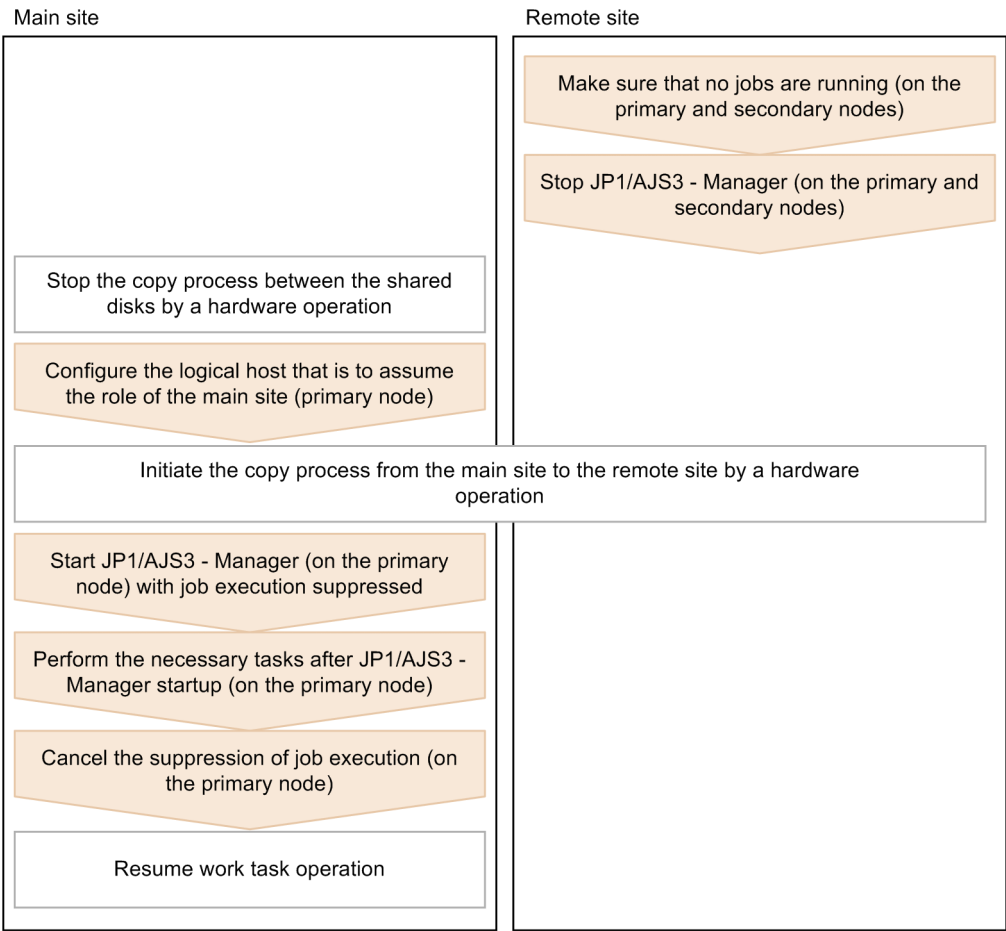 Main site
Remote site
Make sure that no jobs are running (on the
primary and secondary nodes)
Stop JP1/AJS3 - Manager (on the primary and
secondary nodes)
Stop the copy process between the shared
disks by a hardware operation
Configure the logical host that is to assume
the role of the main site (primary node)
Initiate the copy process from the main site to the remote site by a hardware
operation
Start JP1/AJS3 - Manager (on the primary
node) with job execution suppressed
Perform the necessary tasks after JP1/AJS3 -
Manager startup (on the primary node)
Cancel the suppression of job execution (on
the primary node)
Resume work task operation